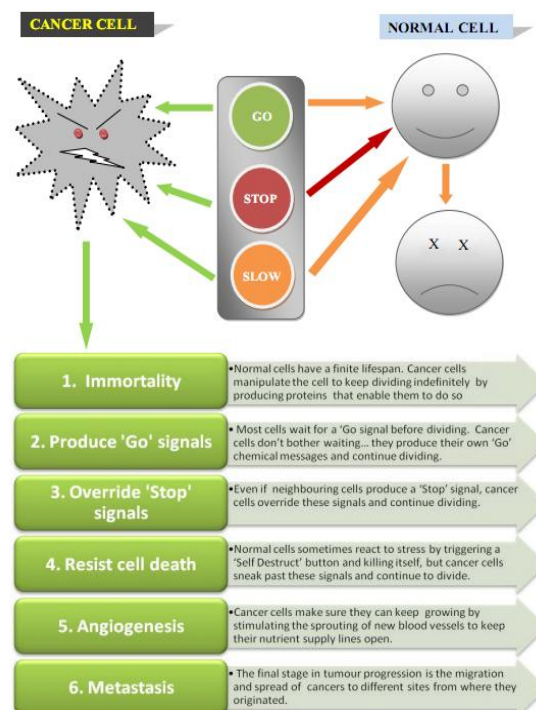 CANCER CELL
NORMAL CELL
GO
STOP
SLOW
X X
1. Immortality
•Normal cells have a finite lifespan. Cancer cells
manipulate the cell to keep dividing indefinitely by
producing proteins that enable them to do so
2. Produce 'Go' signals
• Most cells wait for a 'Go signal before dividing. Cancer
cells don't bother waiting... they produce their own 'Go'
chemical messages and continue dividing.
3. Override 'Stop'
signals
•Even if neighbouring cells produce a 'Stop' signal, cancer
cells override these signals and continue dividing.
4. Resist cell death
•Normal cells sometimes react to stress by triggering a
'Self Destruct' button and killing itself, but cancer cells
sneak past these signals and continue to divide.
5. Angiogenesis
•Cancer cells make sure they can keep growing by
stimulating the sprouting of new blood vessels to keep
their nutrient supply lines open.
6. Metastasis
• The final stage in tumour progression is the migration
and spread of cancers to different sites from where they
originated.